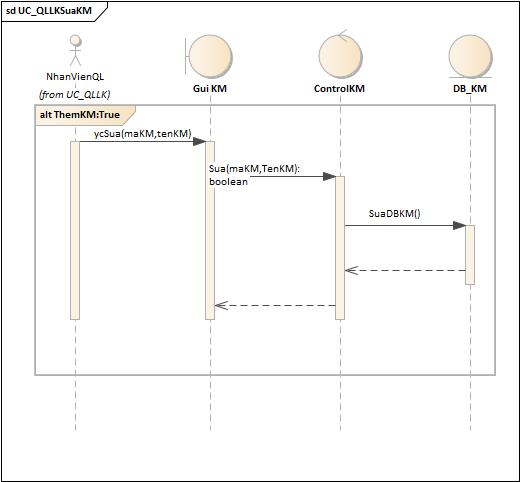 sd UC_QLLKSuaKM
NhanVienQL
(from UC_QLLK)
Gui KM
ControlKM
DB_KM
alt ThemKM:True
ycSua(maKM,tenKM)
Sua(maKM,TenKM):
boolean
SuaDBKM()